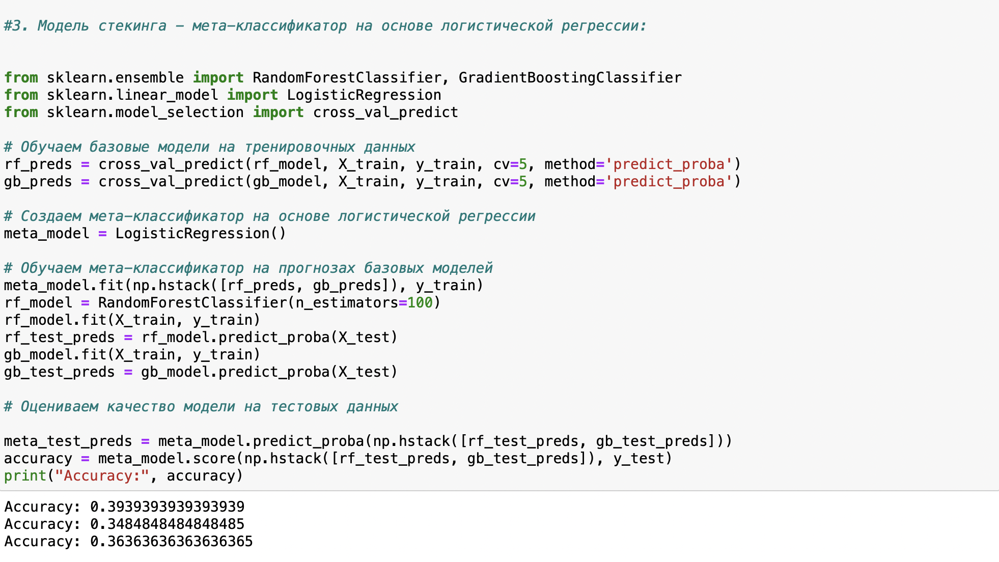 #3. Модель стекинга – мета–классификатор на основе логистической регрессии:
from sklearn.ensemble import RandomForestClassifier, GradientBoostingClassifier
from sklearn.linear_model import LogisticRegression
from sklearn.model_selection import cross_val_predict
# Обучаем базовые модели на тренировочных данных
rf_preds = cross_val_predict(rf_model, X_train, y_train, cv=5, method='predict_proba')
gb_preds = cross_val_predict(gb_model, X_train, y_train, cv=5, method='predict_proba')
# Создаем мета–классификатор на основе логистической регрессии
meta_model = LogisticRegression()
# Обучаем мета–классификатор на прогнозах базовых моделей
meta_model.fit(np.hstack([rf_preds, gb_preds]), y_train)
rf_model = RandomForestClassifier(n_estimators=100)
rf_model.fit(X_train, y_train)
rf_test_preds = rf_model.predict_proba(X_test)
gb_model.fit(X_train, y_train)
gb_test_preds = gb_model.predict_proba(X_test)
# Оцениваем качество модели на тестовых данных
meta_test_preds = meta_model.predict_proba(np.hstack([rf_test_preds, gb_test_preds]))
accuracy = meta_model.score(np.hstack([rf_test_preds, gb_test_preds]), y_test)
print("Accuracy:", accuracy)
Accuracy: 0.3939393939393939
Accuracy: 0.3484848484848485
Accuracy: 0.36363636363636365